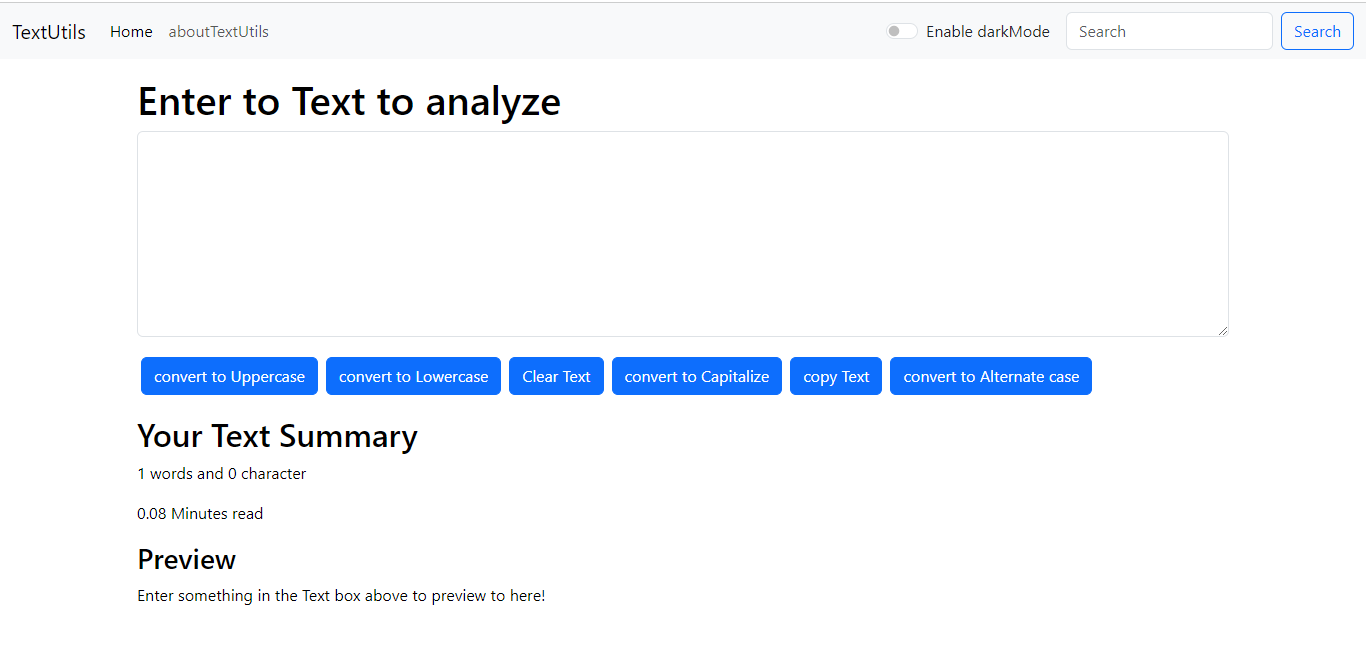 TextUtils Home aboutTextUtils Enable darkMode Search Search
Enter to Text to analyze
convert to Uppercase convert to Lowercase Clear Text convert to Capitalize copy Text convert to Alternate case
Your Text Summary
1 words and 0 character
0.08 Minutes read
Preview
Enter something in the Text box above to preview to here!